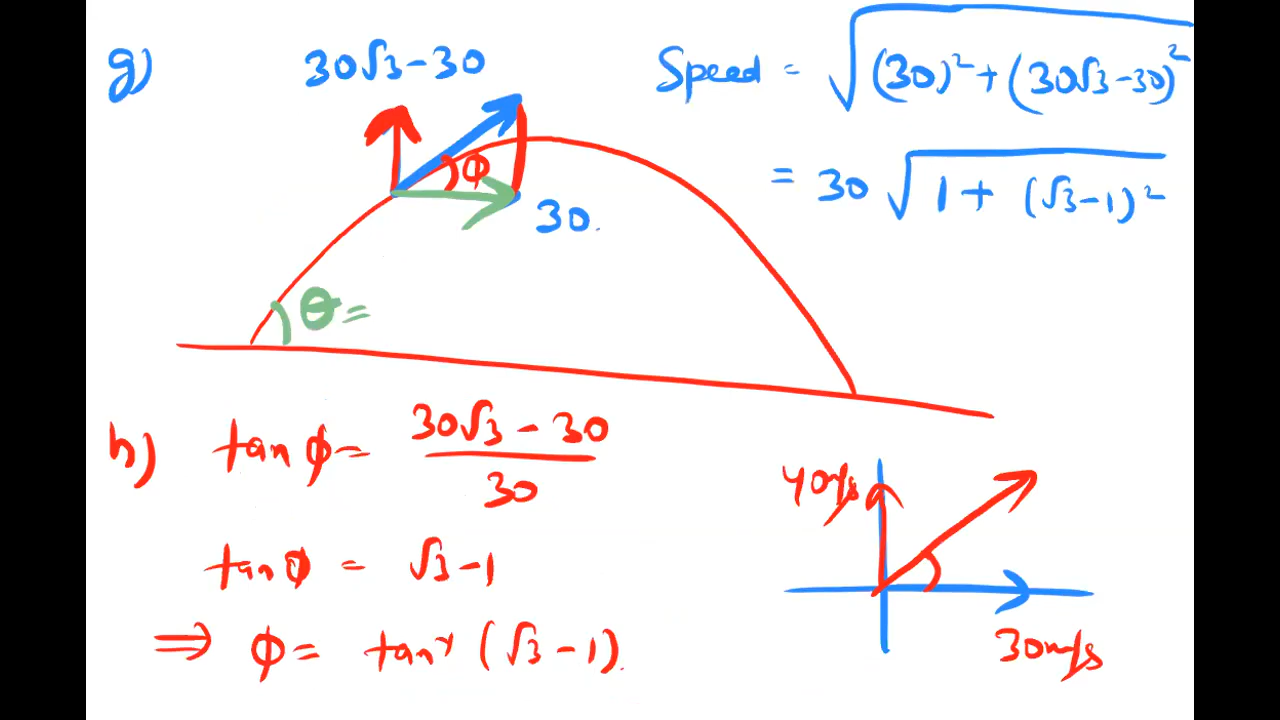 g)
30√3-30
Speed = √(30)²+(30√3-30)²
= 30 √1+ (√3-1)²
ϕ
30.
θ=
h) tan ϕ= 30√3-30
30
tan ϕ = √3-1
⇒ ϕ= tan⁻¹ (√3-1).
40m/s
30m/s